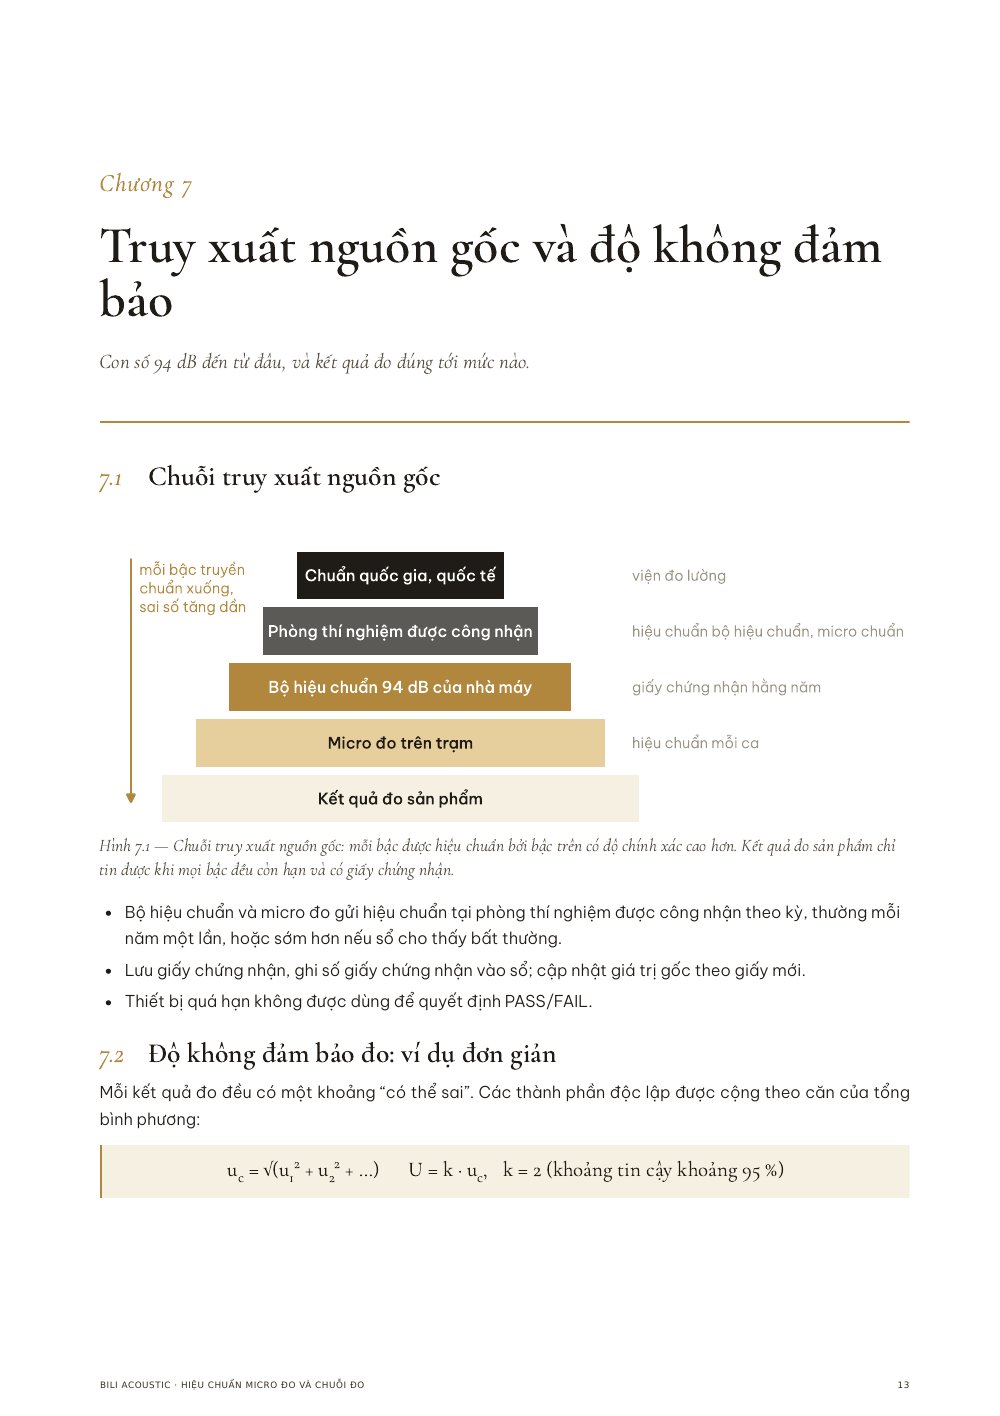 Chương 7
Truy xuất nguồn gốc và độ không đảm
bảo
Con số 94 dB đến từ đâu, và kết quả đo đúng tới mức nào.
7.1 Chuỗi truy xuất nguồn gốc
mỗi bậc truyền
chuẩn xuống,
sai số tăng dần
Chuẩn quốc gia, quốc tế
viện đo lường
Phòng thí nghiệm được công nhận
hiệu chuẩn bộ hiệu chuẩn, micro chuẩn
Bộ hiệu chuẩn 94 dB của nhà máy
giấy chứng nhận hằng năm
Micro đo trên trạm
hiệu chuẩn mỗi ca
Kết quả đo sản phẩm
Hình 7.1 — Chuỗi truy xuất nguồn gốc: mỗi bậc được hiệu chuẩn bởi bậc trên có độ chính xác cao hơn. Kết quả đo sản phẩm chỉ
tin được khi mọi bậc đều còn hạn và có giấy chứng nhận.
• Bộ hiệu chuẩn và micro đo gửi hiệu chuẩn tại phòng thí nghiệm được công nhận theo kỳ, thường mỗi
năm một lần, hoặc sớm hơn nếu sổ cho thấy bất thường.
• Lưu giấy chứng nhận, ghi số giấy chứng nhận vào sổ; cập nhật giá trị gốc theo giấy mới.
• Thiết bị quá hạn không được dùng để quyết định PASS/FAIL.
7.2 Độ không đảm bảo đo: ví dụ đơn giản
Mỗi kết quả đo đều có một khoảng “có thể sai”. Các thành phần độc lập được cộng theo căn của tổng
bình phương:
u_c = √(u₁² + u₂² + …) U = k · u_c, k = 2 (khoảng tin cậy khoảng 95 %)
BILI ACOUSTIC · HIỆU CHUẨN MICRO ĐO VÀ CHUỖI ĐO
13